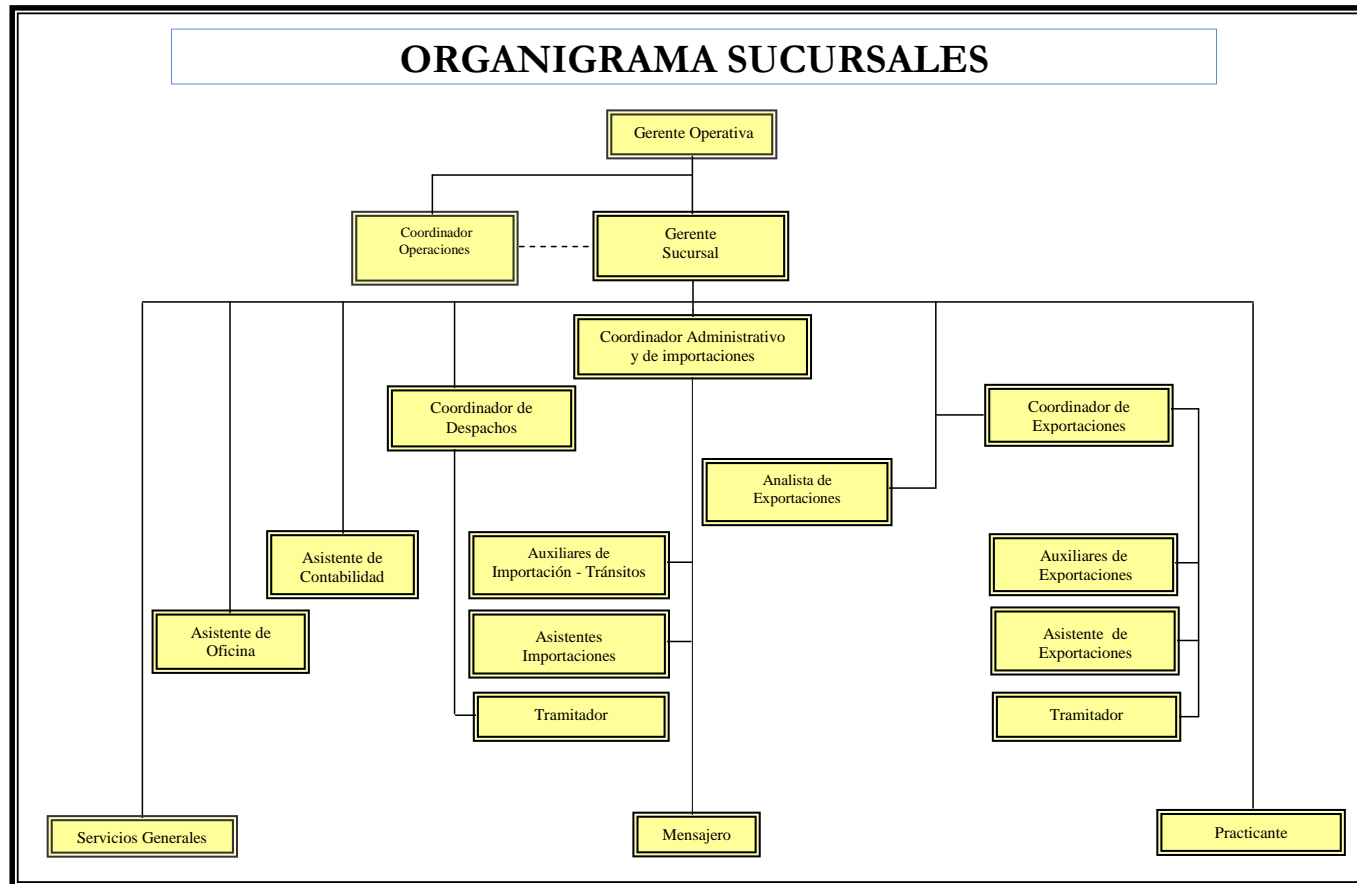 ORGANIGRAMA SUCURSALES
Gerente Operativa
Coordinador
Operaciones
Gerente
Sucursal
Coordinador Administrativo
y de importaciones
Coordinador de
Despachos
Coordinador de
Exportaciones
Analista de
Exportaciones
Asistente de
Contabilidad
Auxiliares de
Importación - Tránsitos
Auxiliares de
Exportaciones
Asistente de
Oficina
Asistentes
Importaciones
Asistente de
Exportaciones
Tramitador
Tramitador
Servicios Generales
Mensajero
Practicante